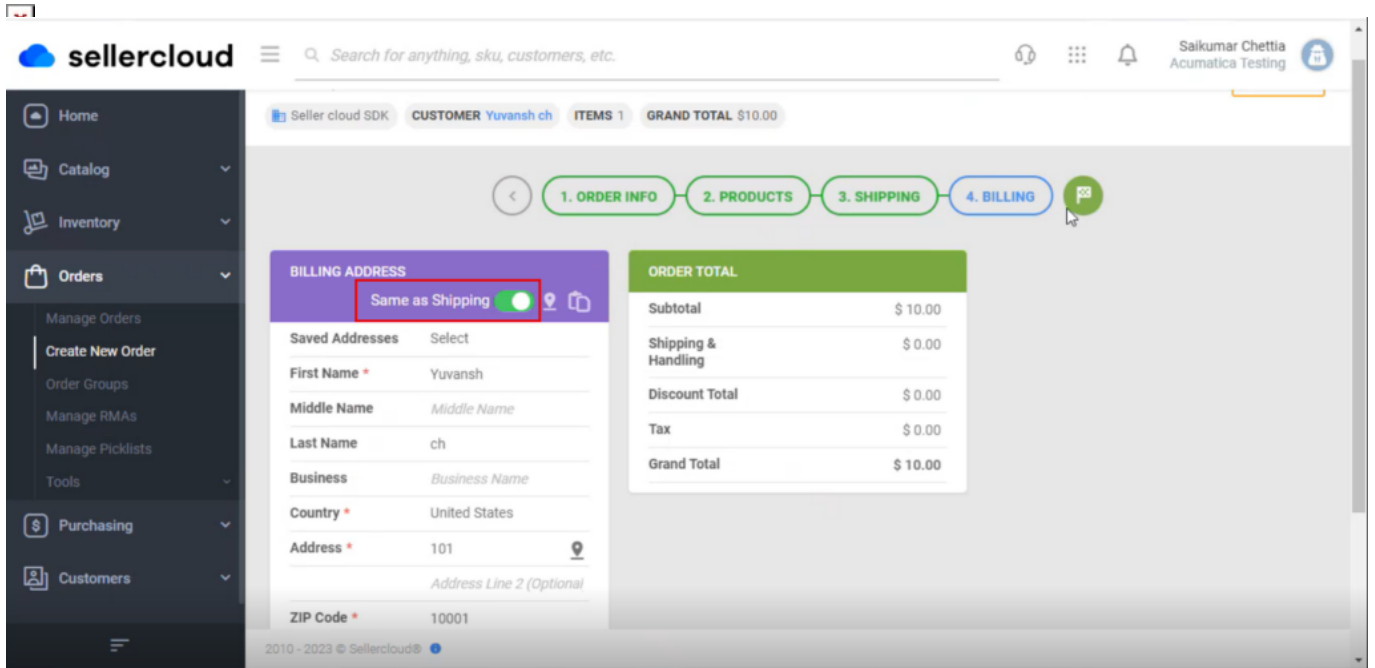 sellercloud
Search for anything, sku, customers, etc.
Saikumar Chettia
Acumatica Testing
Home
Catalog
Inventory
Orders
Manage Orders
Create New Order
Order Groups
Manage RMAs
Manage Picklists
Tools
Purchasing
Customers
Seller cloud SDK CUSTOMER Yuvansh ch ITEMS 1 GRAND TOTAL $10.00
1. ORDER INFO 2. PRODUCTS 3. SHIPPING 4. BILLING
BILLING ADDRESS
Same as Shipping
Saved Addresses Select
First Name * Yuvansh
Middle Name Middle Name
Last Name ch
Business Business Name
Country * United States
Address * 101
Address Line 2 (Optional
ZIP Code * 10001
ORDER TOTAL
Subtotal $ 10.00
Shipping & $ 0.00
Handling
Discount Total $ 0.00
Tax $ 0.00
Grand Total $ 10.00
2010 - 2023 © Sellercloud®